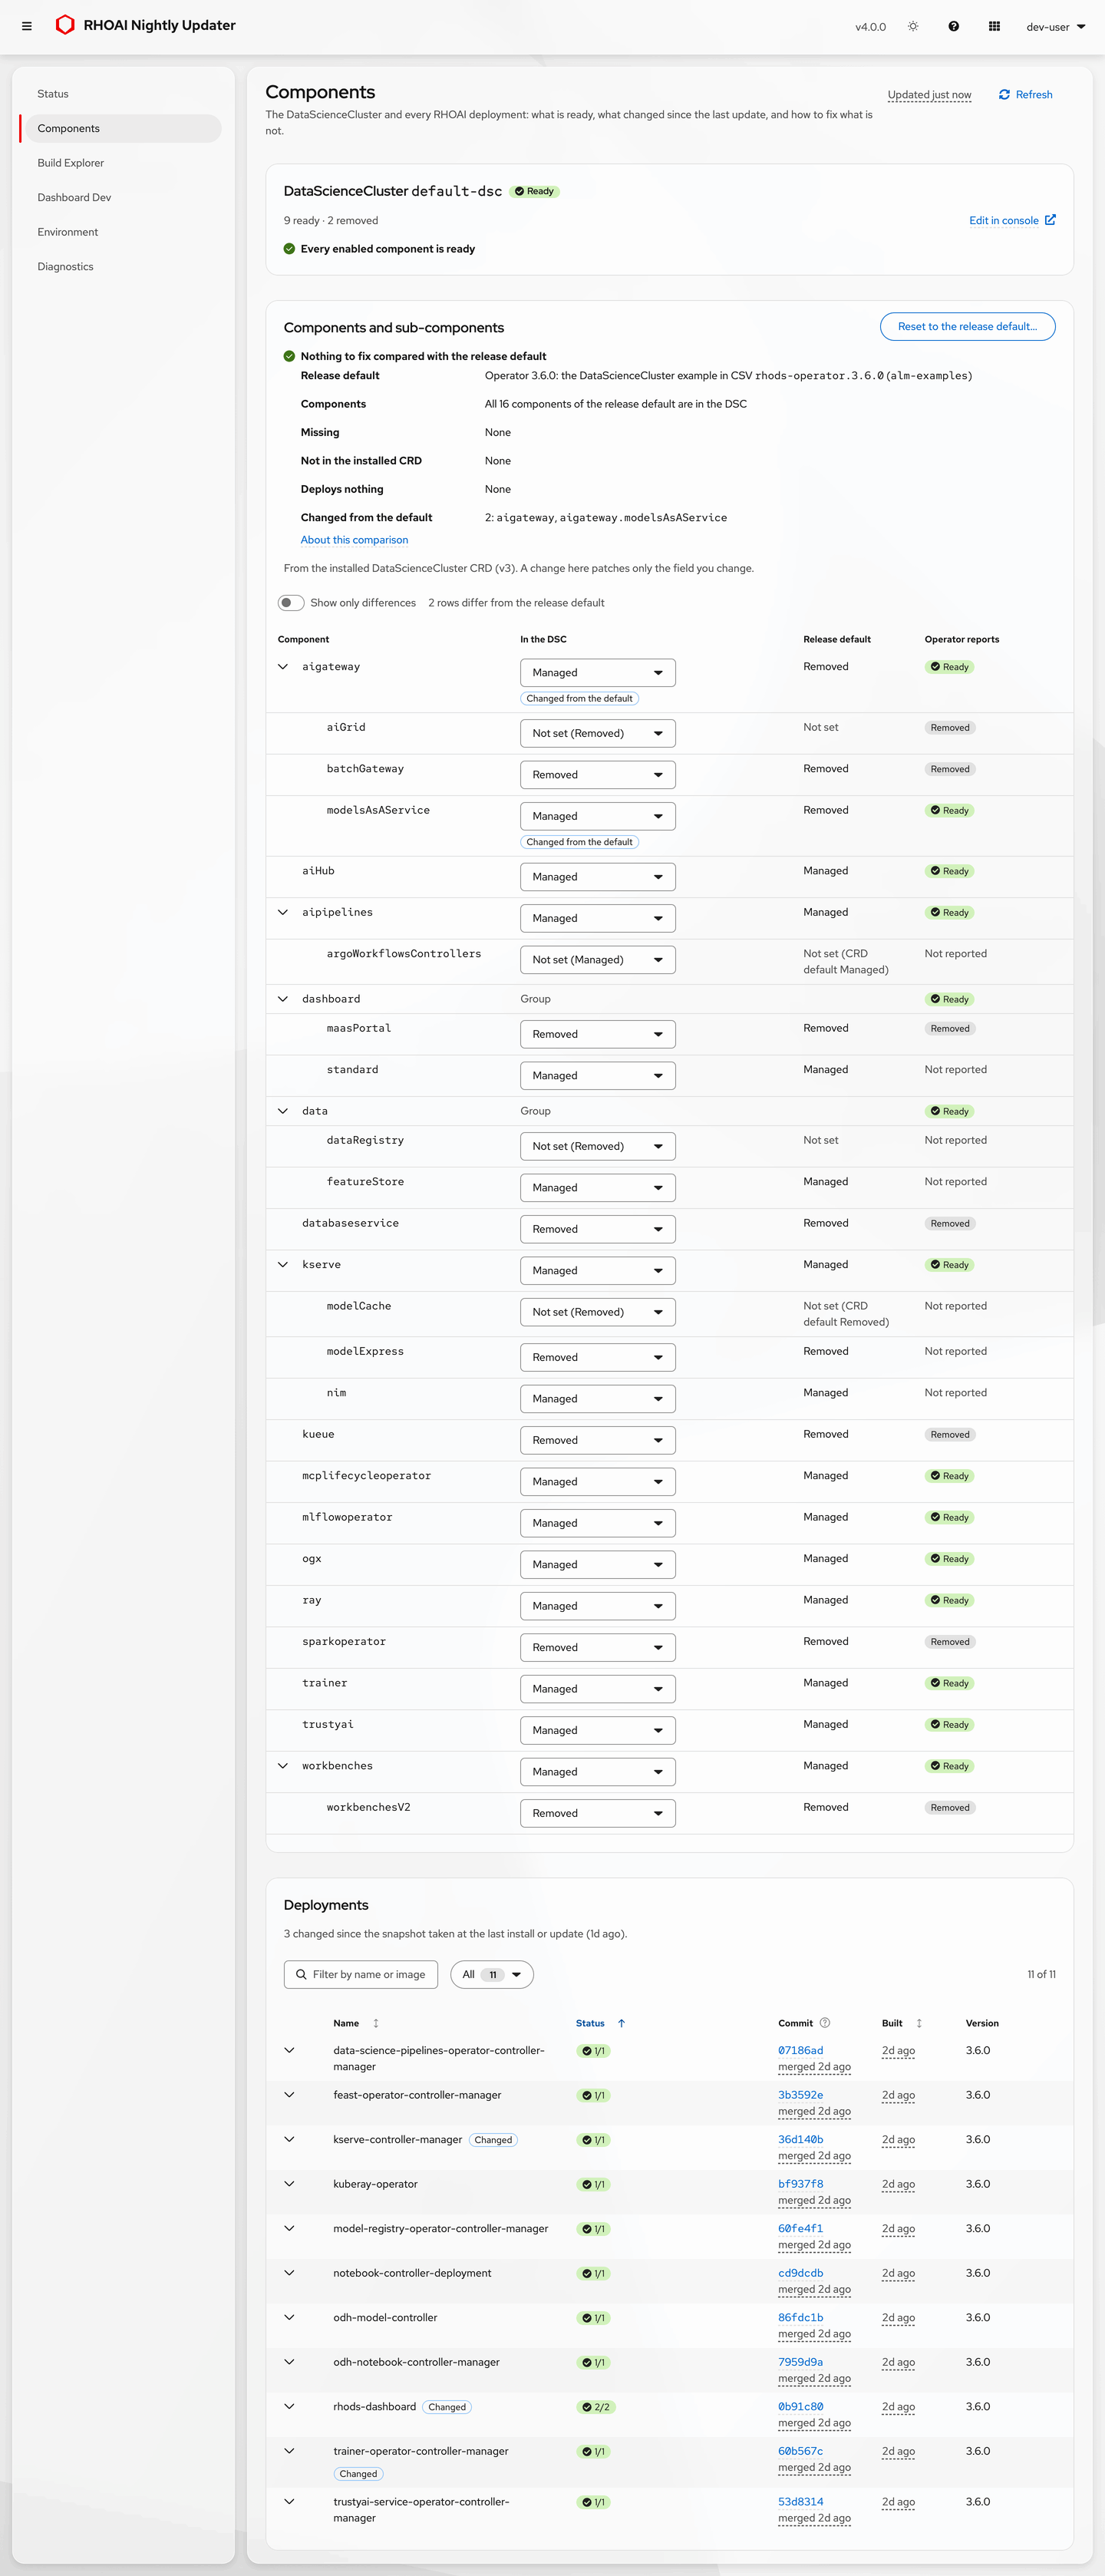 RHOAI Nightly Updater
v4.0.0
dev-user
Status
Components
Build Explorer
Dashboard Dev
Environment
Diagnostics
Components
The DataScienceCluster and every RHOAI deployment: what is ready, what changed since the last update, and how to fix what is
not.
Updated just now
Refresh
DataScienceCluster default-dsc Ready
9 ready · 2 removed
Edit in console
Every enabled component is ready
Components and sub-components
Reset to the release default...
Nothing to fix compared with the release default
Release default Operator 3.6.0: the DataScienceCluster example in CSV rhods-operator.3.6.0 (alm-examples)
Components All 16 components of the release default are in the DSC
Missing None
Not in the installed CRD None
Deploys nothing None
Changed from the default 2: aigateway, aigateway.modelsAsAService
About this comparison
From the installed DataScienceCluster CRD (v3). A change here patches only the field you change.
Show only differences 2 rows differ from the release default
Component In the DSC Release default Operator reports
aigateway Managed Removed Ready
Changed from the default
aiGrid Not set (Removed) Not set Removed
batchGateway Removed Removed Removed
modelsAsAService Managed Removed Ready
Changed from the default
aiHub Managed Managed Ready
aipipelines Managed Managed Ready
argoWorkflowsControllers Not set (Managed) Not set (CRD Not reported
default Managed)
dashboard Group Ready
maasPortal Removed Removed Removed
standard Managed Managed Not reported
data Group Ready
dataRegistry Not set (Removed) Not set Not reported
featureStore Managed Managed Not reported
databaseservice Removed Removed Removed
kserve Managed Managed Ready
modelCache Not set (Removed) Not set (CRD Not reported
default Removed)
modelExpress Removed Removed Not reported
nim Managed Managed Not reported
kueue Removed Removed Removed
mcplifecycleoperator Managed Managed Ready
mlflowoperator Managed Managed Ready
ogx Managed Managed Ready
ray Managed Managed Ready
sparkoperator Removed Removed Removed
trainer Managed Managed Ready
trustyai Managed Managed Ready
workbenches Managed Managed Ready
workbenchesV2 Removed Removed Removed
Deployments
3 changed since the snapshot taken at the last install or update (1d ago).
Filter by name or image All 11 11 of 11
Name Status Commit Built Version
data-science-pipelines-operator-controller- 1/1 07186ad 2d ago 3.6.0
manager merged 2d ago
feast-operator-controller-manager 1/1 3b3592e 2d ago 3.6.0
merged 2d ago
kserve-controller-manager Changed 1/1 36d140b 2d ago 3.6.0
merged 2d ago
kuberay-operator 1/1 bf937f8 2d ago 3.6.0
merged 2d ago
model-registry-operator-controller-manager 1/1 60fe4f1 2d ago 3.6.0
merged 2d ago
notebook-controller-deployment 1/1 cd9dcdb 2d ago 3.6.0
merged 2d ago
odh-model-controller 1/1 86fdc1b 2d ago 3.6.0
merged 2d ago
odh-notebook-controller-manager 1/1 7959d9a 2d ago 3.6.0
merged 2d ago
rhods-dashboard Changed 2/2 0b91c80 2d ago 3.6.0
merged 2d ago
trainer-operator-controller-manager 1/1 60b567c 2d ago 3.6.0
Changed merged 2d ago
trustyai-service-operator-controller- 1/1 53d8314 2d ago 3.6.0
manager merged 2d ago